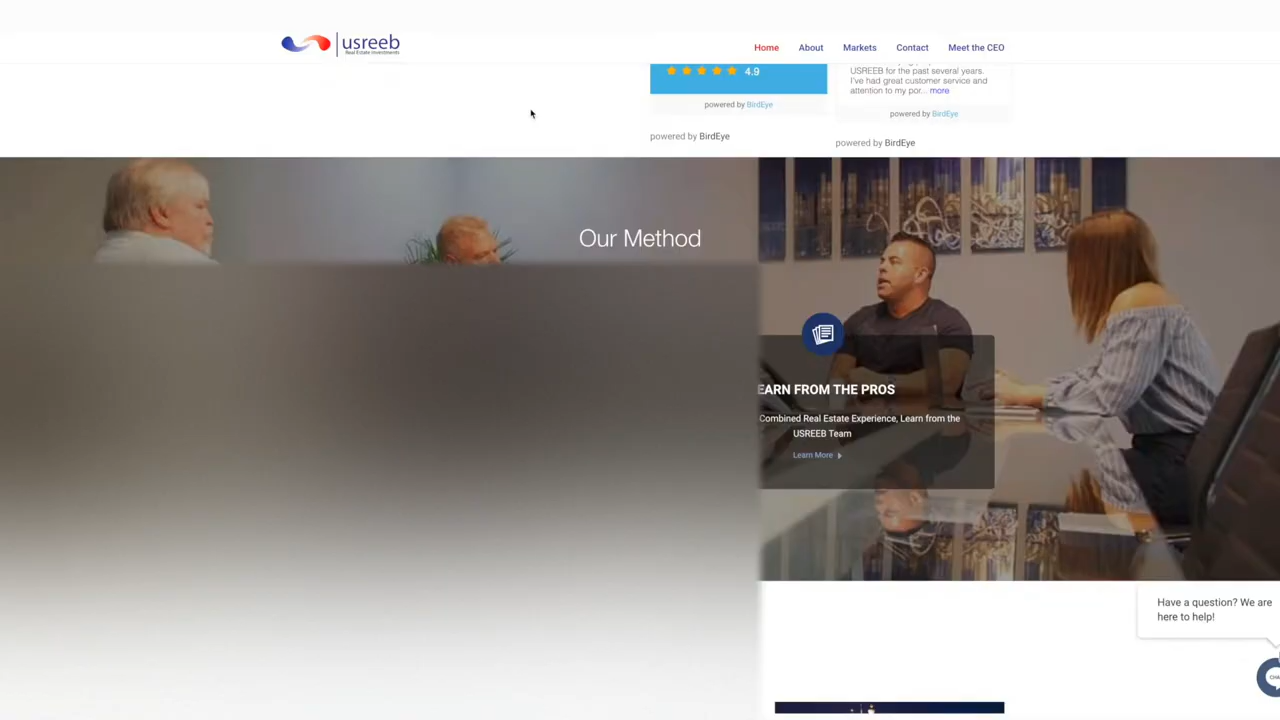 usreeb
Real Estate Investments
Home
About
Markets
Contact
Meet the CEO
4.9
powered by BirdEye
powered by BirdEye
USREEB for the past several years.
I've had great customer service and
attention to my por... more
powered by BirdEye
powered by BirdEye
Our Method
EARN FROM THE PROS
Combined Real Estate Experience, Learn from the
USREEB Team
Learn More
Have a question? We are
here to help!